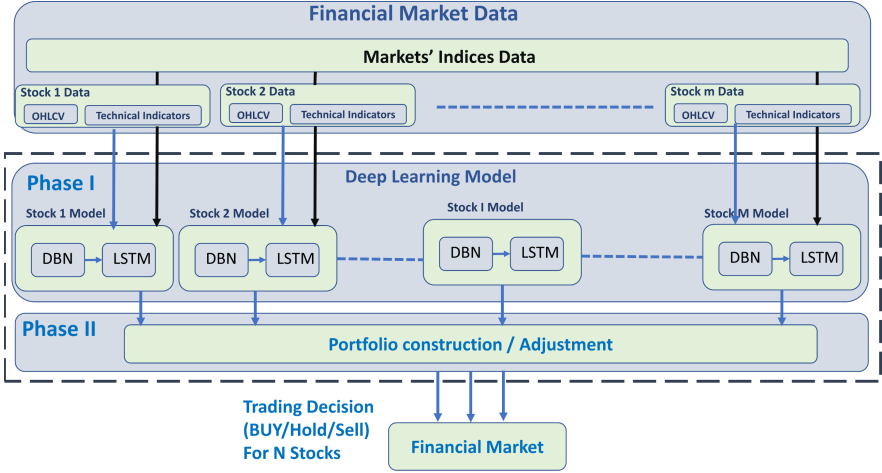 Financial Market Data
Markets' Indices Data
Stock 1 Data
OHLCV
Technical Indicators
Stock 2 Data
OHLCV
Technical Indicators
Stock m Data
OHLCV
Technical Indicators
Phase I
Deep Learning Model
Stock 1 Model
DBN
LSTM
Stock 2 Model
DBN
LSTM
Stock I Model
DBN
LSTM
Stock M Model
DBN
LSTM
Phase II
Portfolio construction / Adjustment
Trading Decision
(BUY/Hold/Sell)
For N Stocks
Financial Market